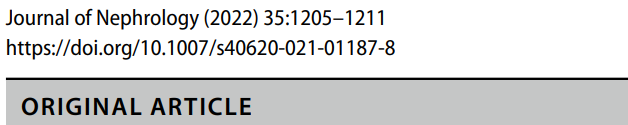 Journal of Nephrology (2022) 35:1205–1211
https://doi.org/10.1007/s40620-021-01187-8
ORIGINAL ARTICLE